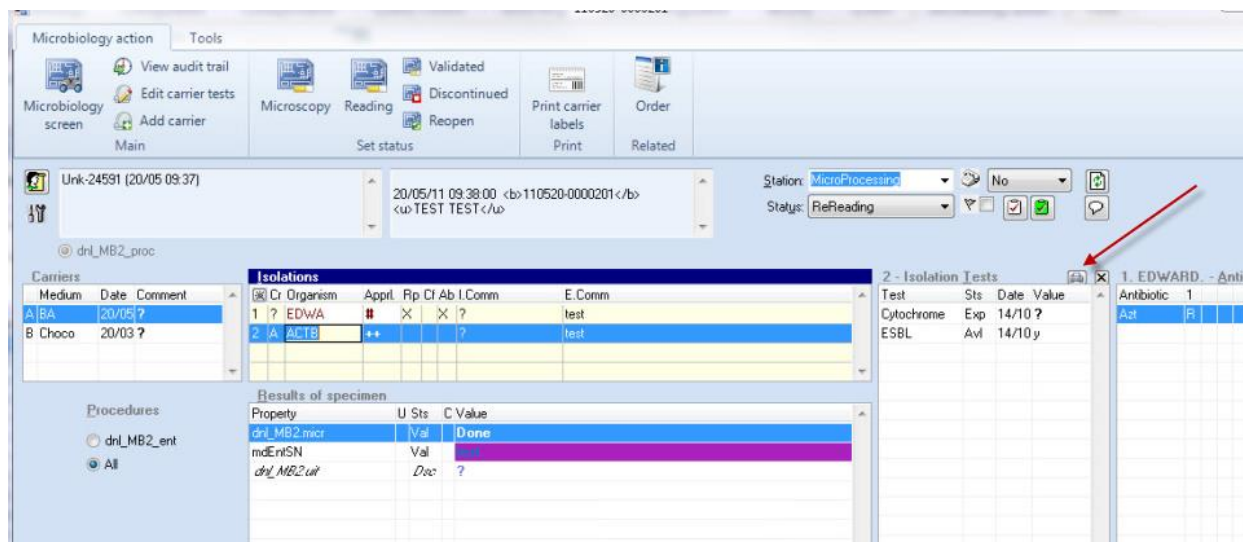 110520-0000201
Microbiology action Tools
Microbiology screen
View audit trail
Edit carrier tests
Add carrier
Main
Microscopy
Reading
Validated
Discontinued
Reopen
Set status
Print carrier labels
Print
Order
Related
Unk-24591 (20/05 09:37)
20/05/11 09:38:00 <b>110520-0000201</b>
<u>TEST TEST</u>
Station: MicroProcessing No
Status: ReReading
dnl_MB2_proc
Carriers
Medium Date Comment
A BA 20/05 ?
B Choco 20/03 ?
Isolations
Cr Organism Apprl. Rp Cf Ab I.Comm E.Comm
1 ? EDWA # X X ? test
2 A ACTB ++ ? test
2 - Isolation Tests
Test Sts Date Value
Cytochrome Exp 14/10 ?
ESBL Avl 14/10 y
1. EDWARD. - Anti
Antibiotic 1
Azt R
Procedures
dnl_MB2_ent
All
Results of specimen
Property U Sts C Value
dnl_MB2.micr Val Done
mdEntSN Val
dnl_MB2.uit Dsc ?